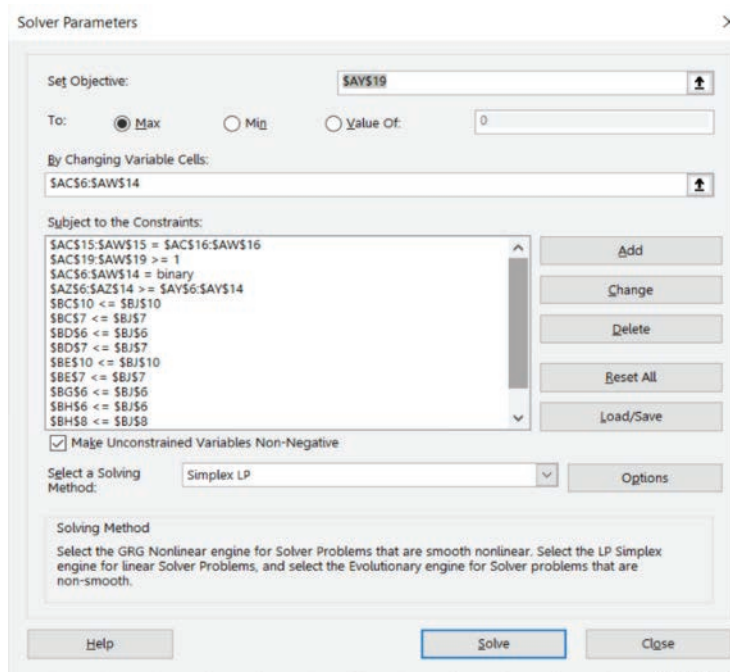 Solver Parameters
Set Objective: $AY$19
To: Max Min Value Of: 0
By Changing Variable Cells:
$AC$6:$AW$14
Subject to the Constraints:
$AC$15:$AW$15 = $AC$16:$AW$16
$AC$19:$AW$19 >= 1
$AC$6:$AW$14 = binary
$AZ$6:$AZ$14 >= $AY$6:$AY$14
$BC$10 <= $BJ$10
$BC$7 <= $BJ$7
$BD$6 <= $BJ$6
$BD$7 <= $BJ$7
$BE$10 <= $BJ$10
$BE$7 <= $BJ$7
$BG$6 <= $BJ$6
$BH$6 <= $BJ$6
$BH$8 <= $BJ$8
Add
Change
Delete
Reset All
Load/Save
Make Unconstrained Variables Non-Negative
Select a Solving
Method:
Simplex LP
Options
Solving Method
Select the GRG Nonlinear engine for Solver Problems that are smooth nonlinear. Select the LP Simplex
engine for linear Solver Problems, and select the Evolutionary engine for Solver problems that are
non-smooth.
Help
Solve
Close